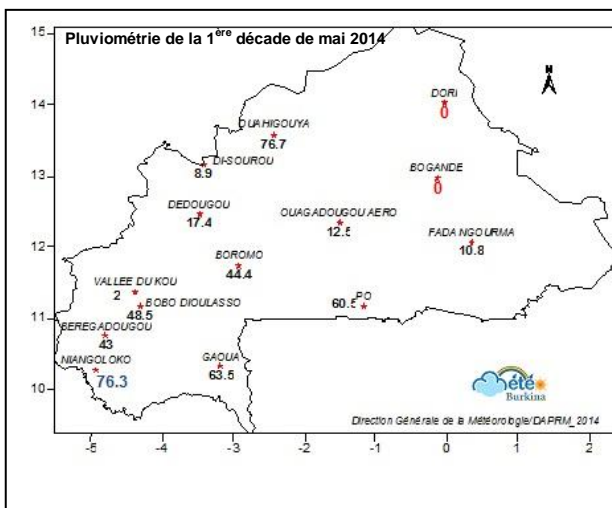 Pluviométrie de la 1ère décade de mai 2014
15
14
13
12
11
10
N
DORI
0
OUAHIGOUYA
76.7
DI-SOUROU
8.9
BOGANDE
0
DEDOUGOU
17.4
OUAGADOUGOU AERO
12.5
FADA NGOURMA
10.8
BOROMO
44.4
VALLEE DU KOU
2
BOBO DIOULASSO
48.5
PO
60.5
BEREGADOUGOU
43
NIANGOLOKO
76.3
GAOUA
63.5
Météo
Burkina
Direction Générale de la Météorologie/DAPRM_2014
-5 -4 -3 -2 -1 0 1 2